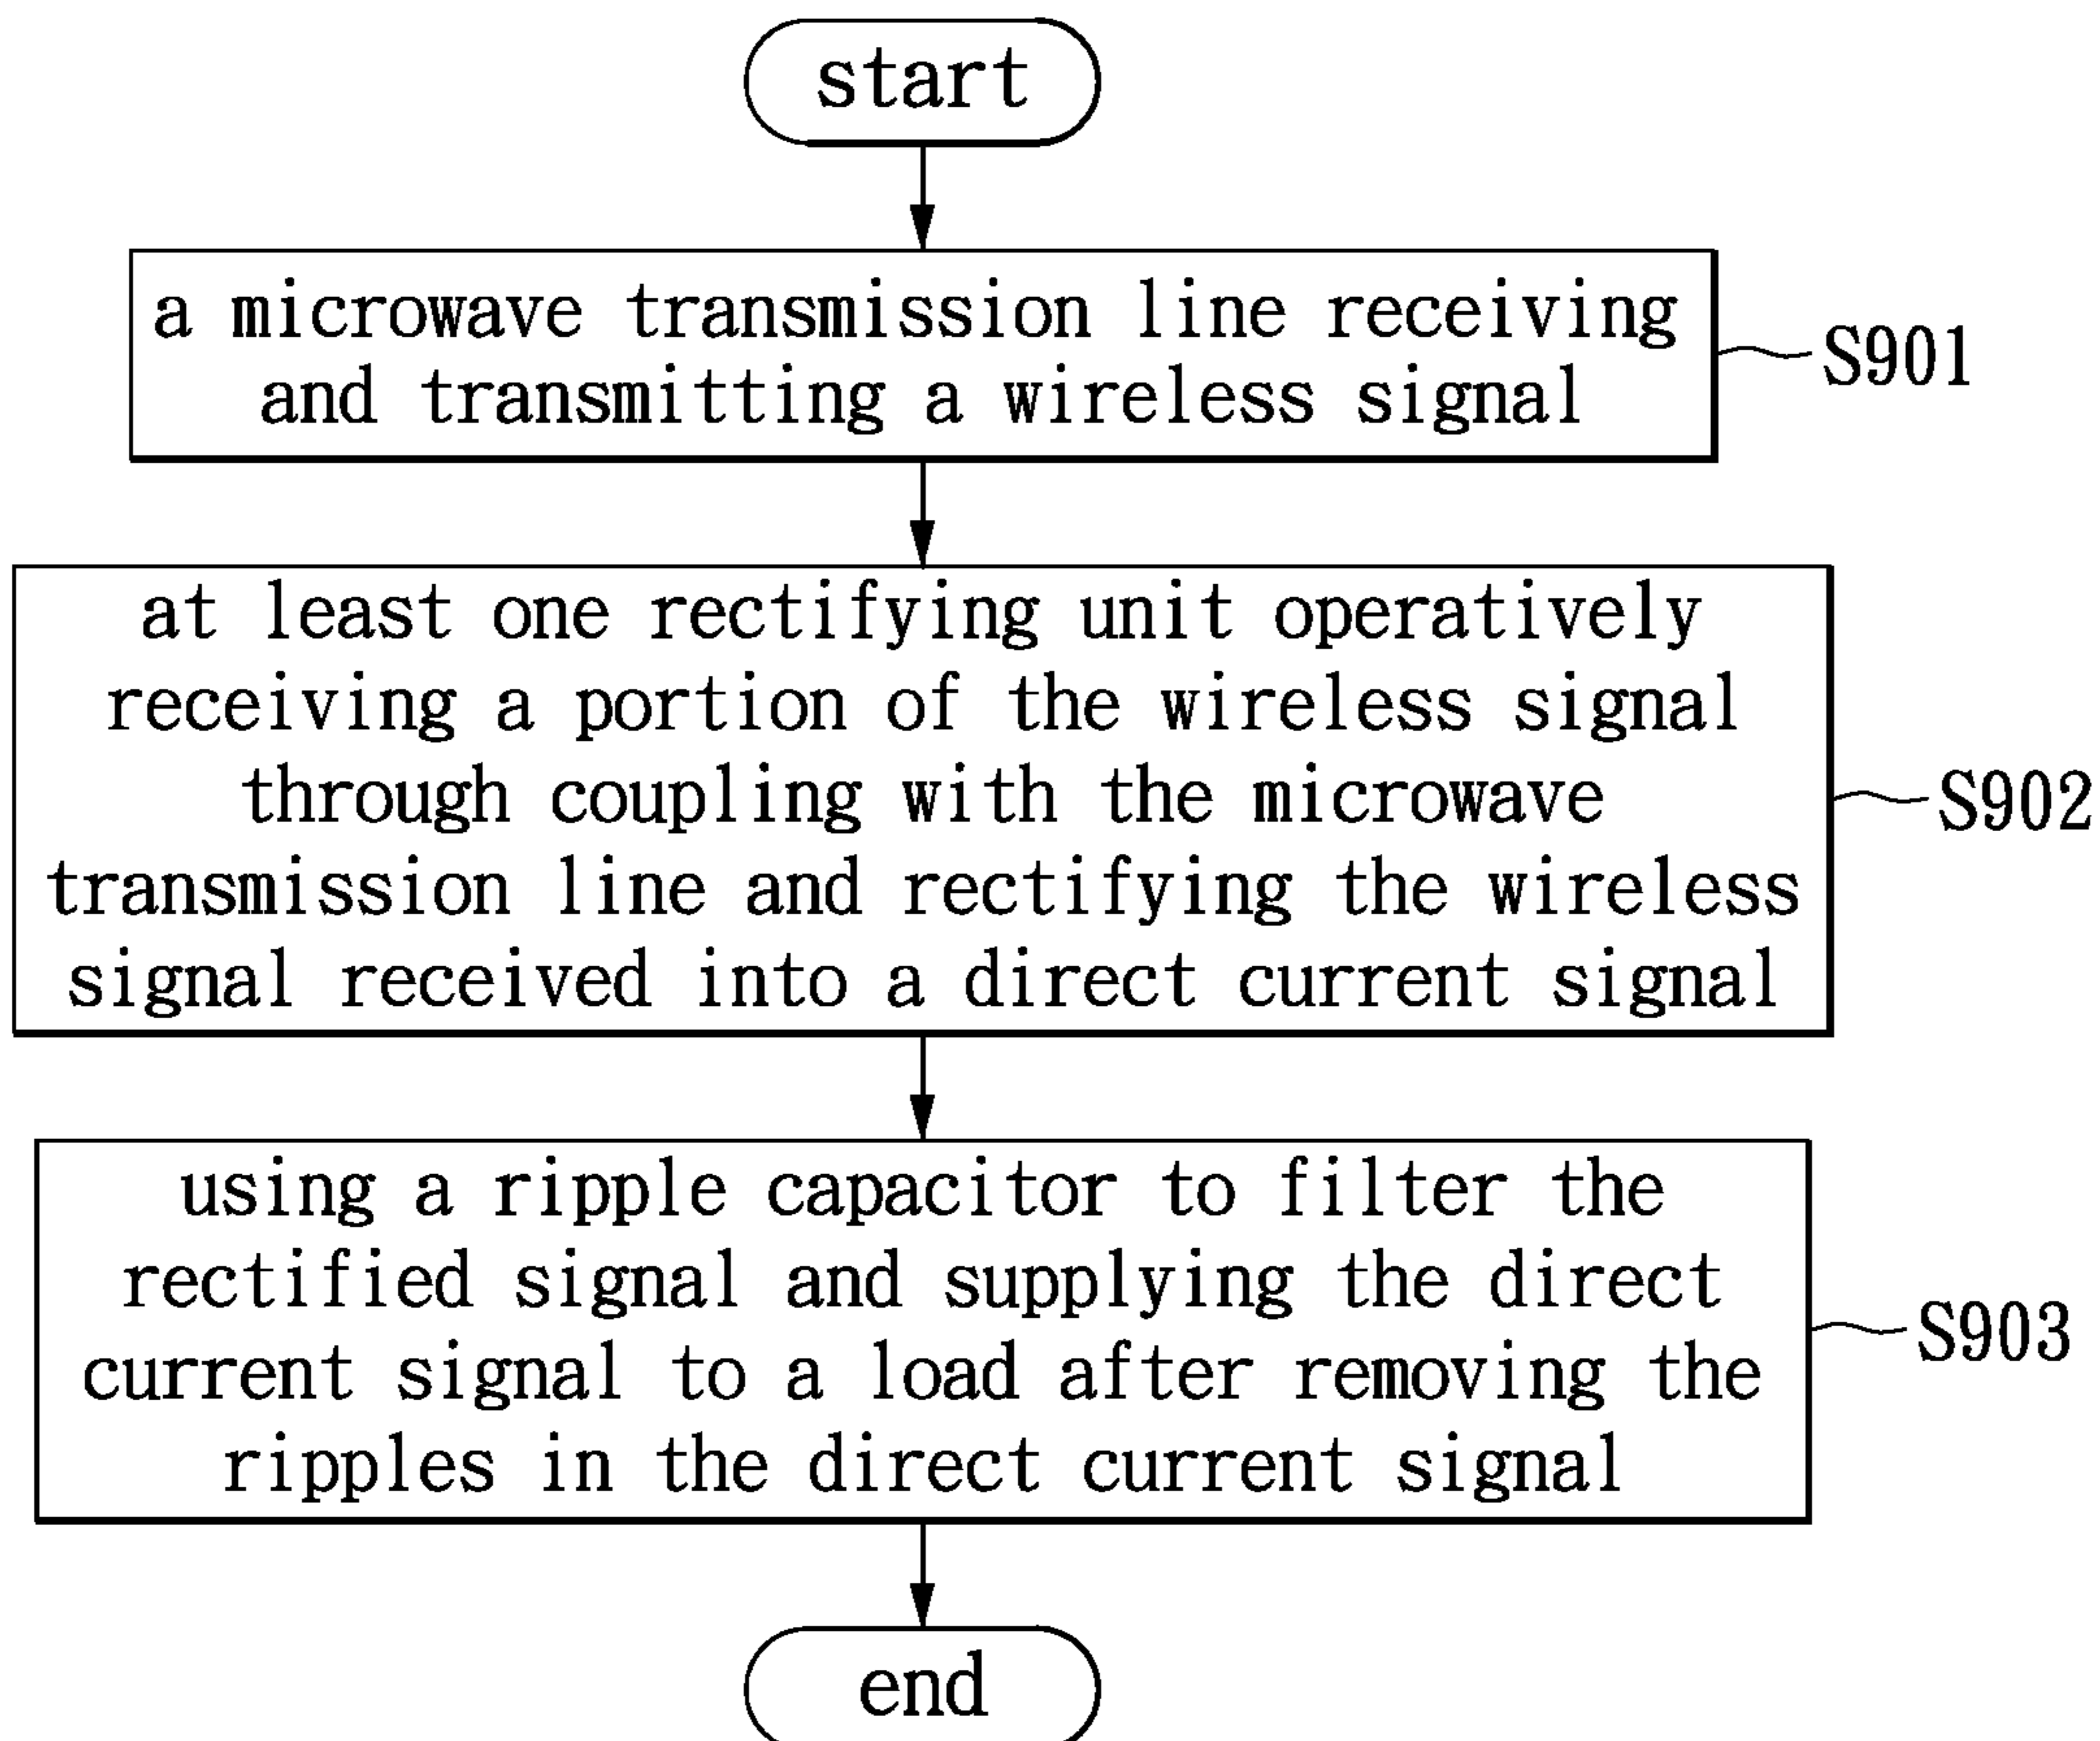 start
a microwave transmission line receiving
and transmitting a wireless signal
S901
at least one rectifying unit operatively
receiving a portion of the wireless signal
through coupling with the microwave
transmission line and rectifying the wireless
signal received into a direct current signal
S902
using a ripple capacitor to filter the
rectified signal and supplying the direct
current signal to a load after removing the
ripples in the direct current signal
S903
end